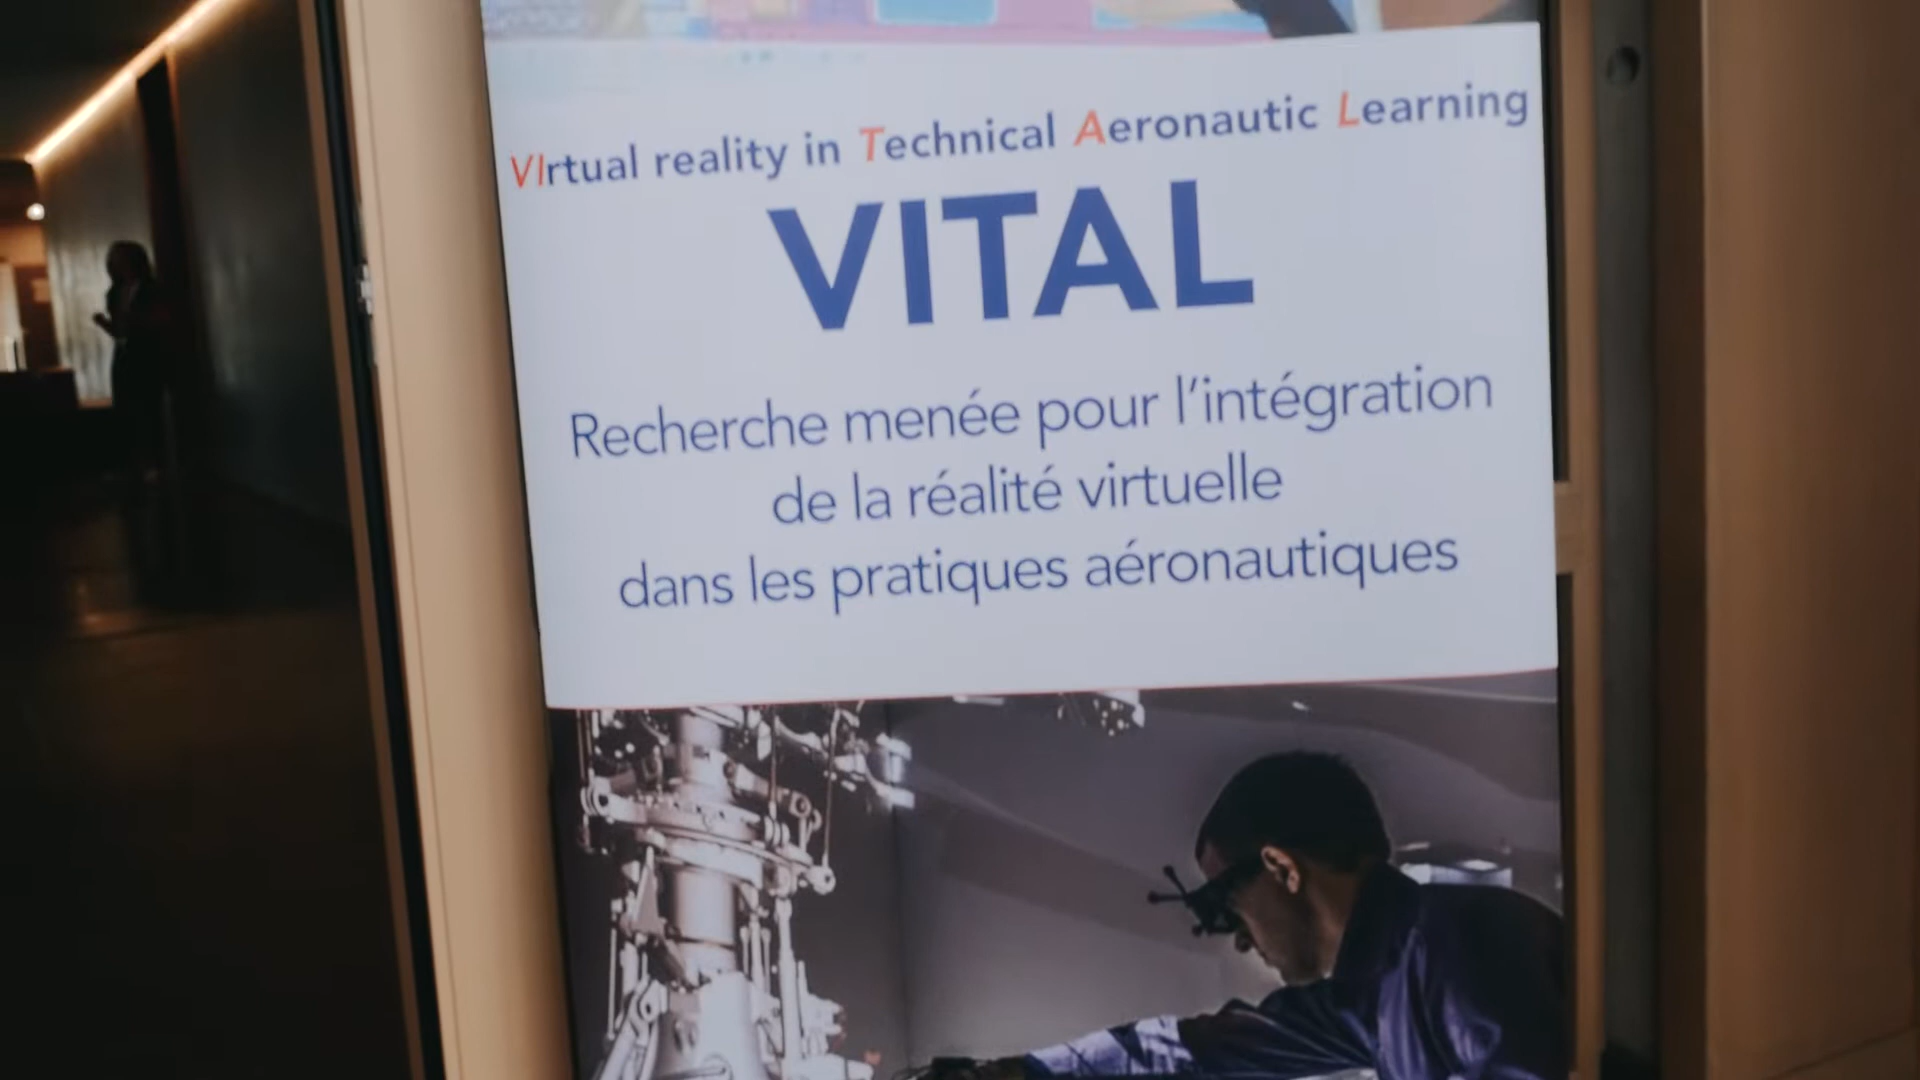 VIrtual reality in Technical Aeronautic Learning
VITAL
Recherche menée pour l'intégration
de la réalité virtuelle
dans les pratiques aéronautiques